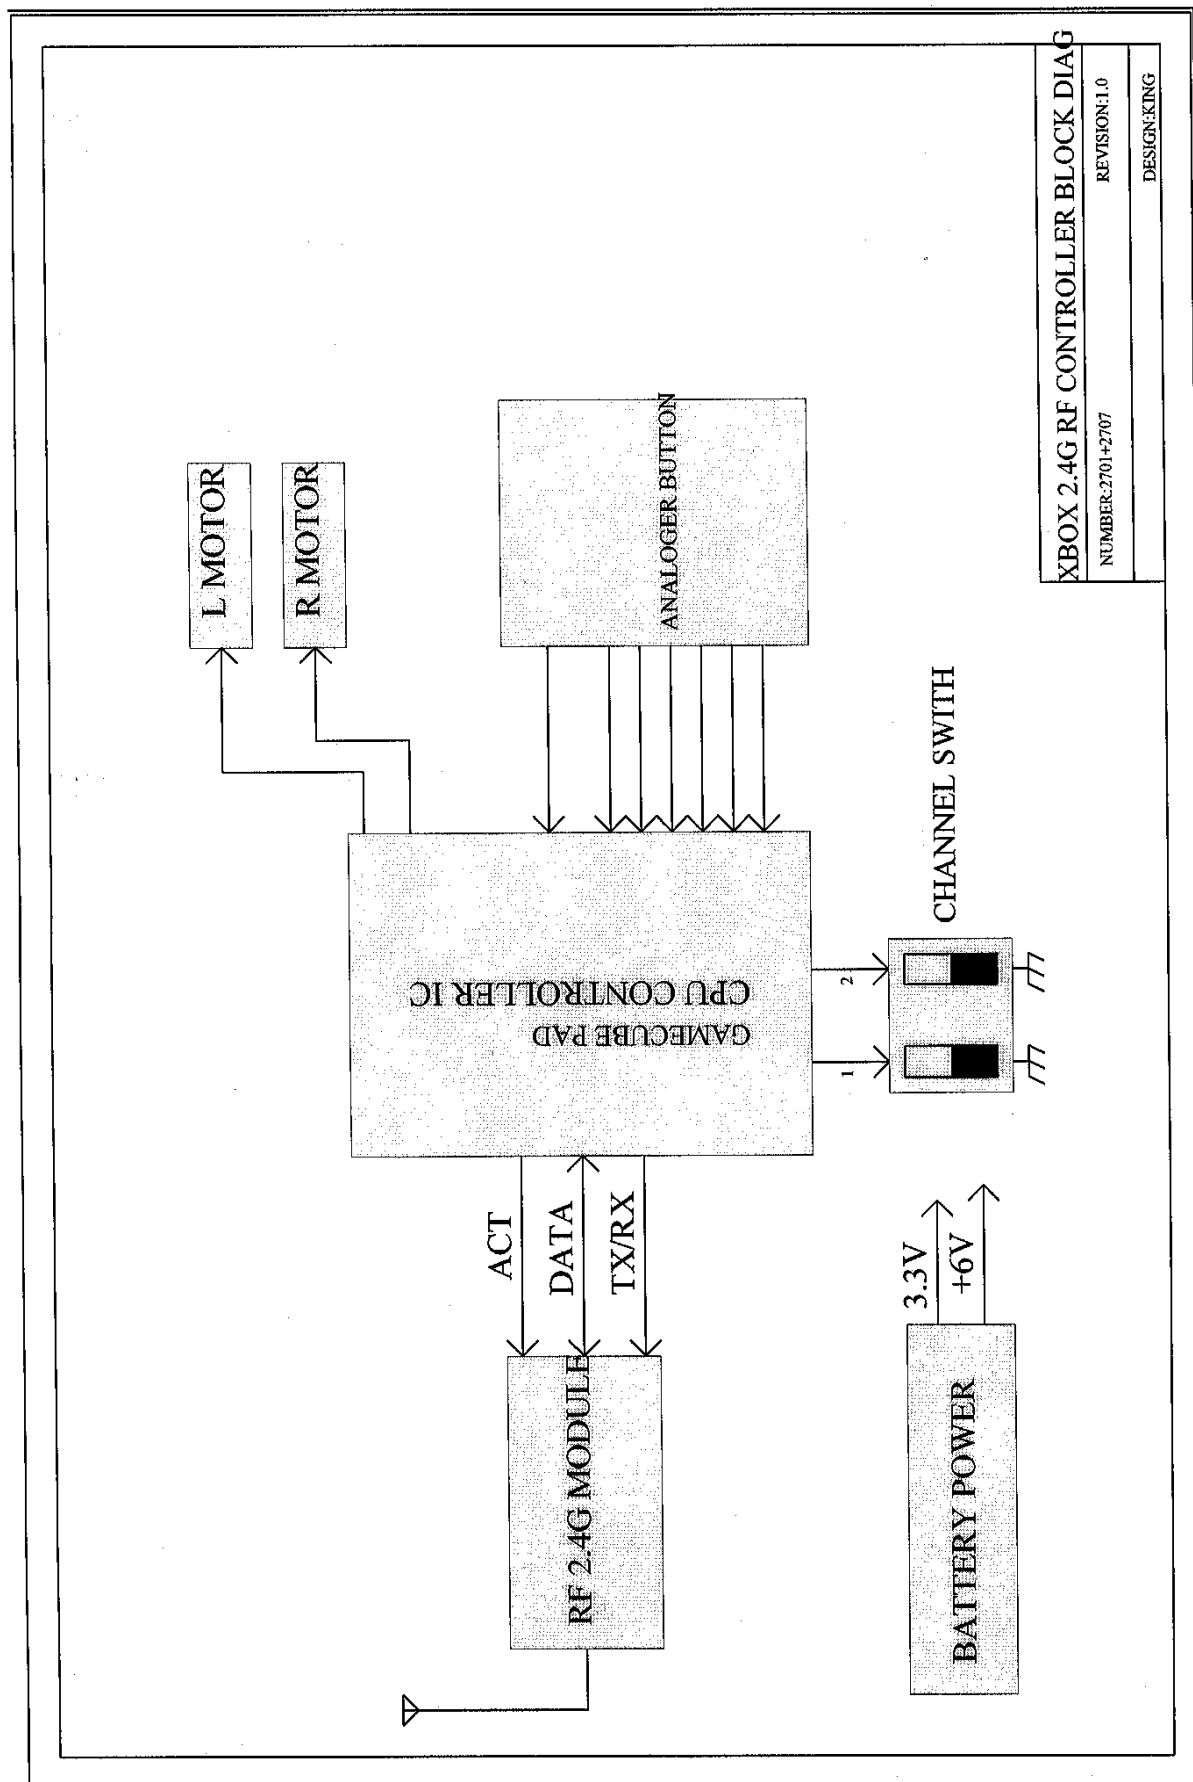 L MOTOR
R MOTOR
ANALOGER BUTTON
CPU CONTROLLER IC
GAMECUBE PAD
ACT
DATA
TX/RX
RF 2.4G MODULE
1
2
CHANNEL SWITH
3.3V
+6V
BATTERY POWER
XBOX 2.4G RF CONTROLLER BLOCK DIAG
NUMBER:2701+2707
REVISION:1.0
DESIGN:KING